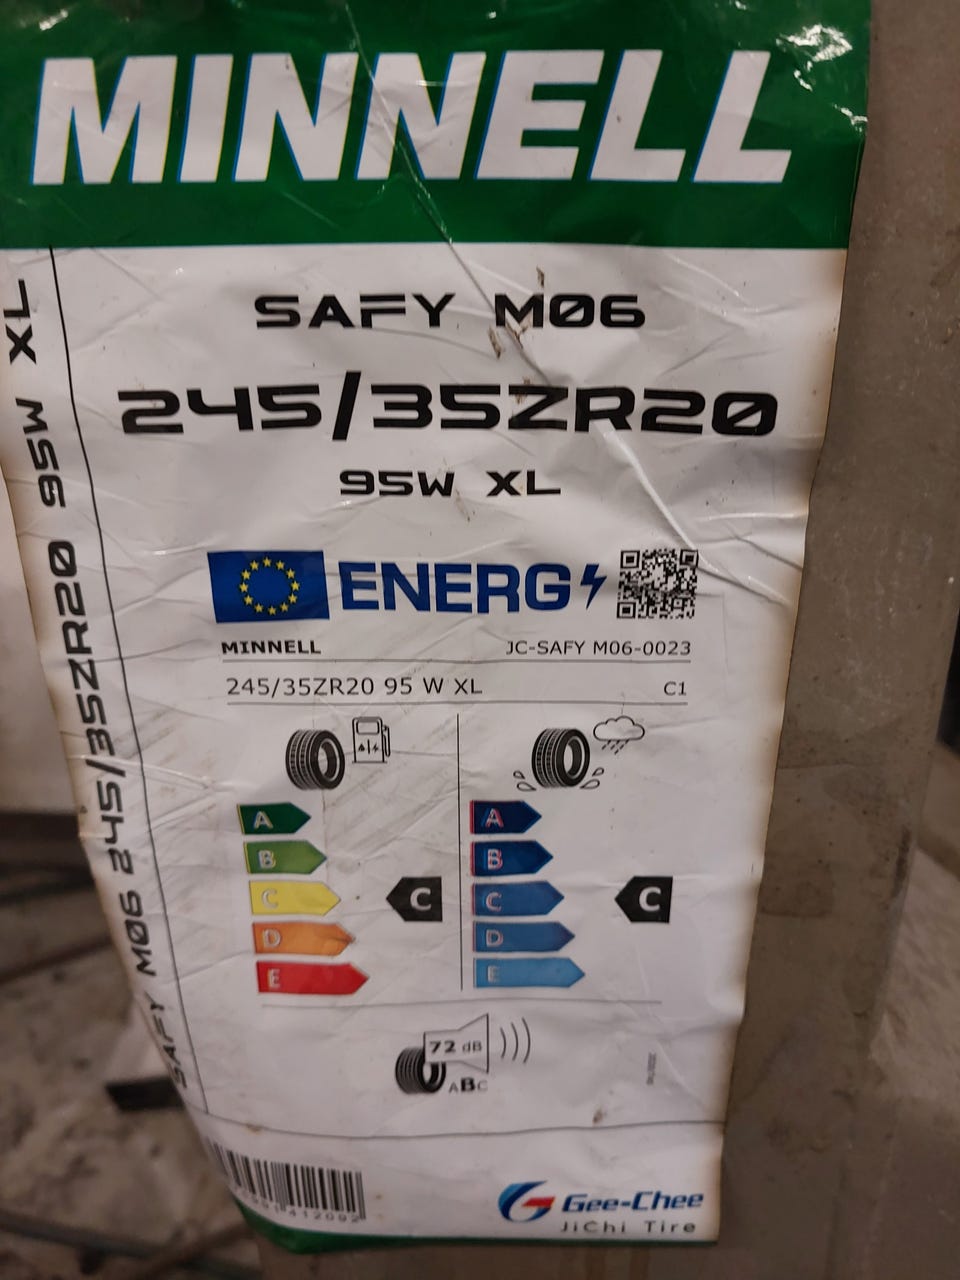 MINNELL
SAFY M06
245/35ZR20
95W XL
ENERG
MINNELL JC-SAFY M06-0023
245/35ZR20 95 W XL C1
A A
B B
C C C C
D D
E E
72 dB
ABC
SAFY M06 245/35ZR20 95W XL
Gee-Chee
JiChi Tire